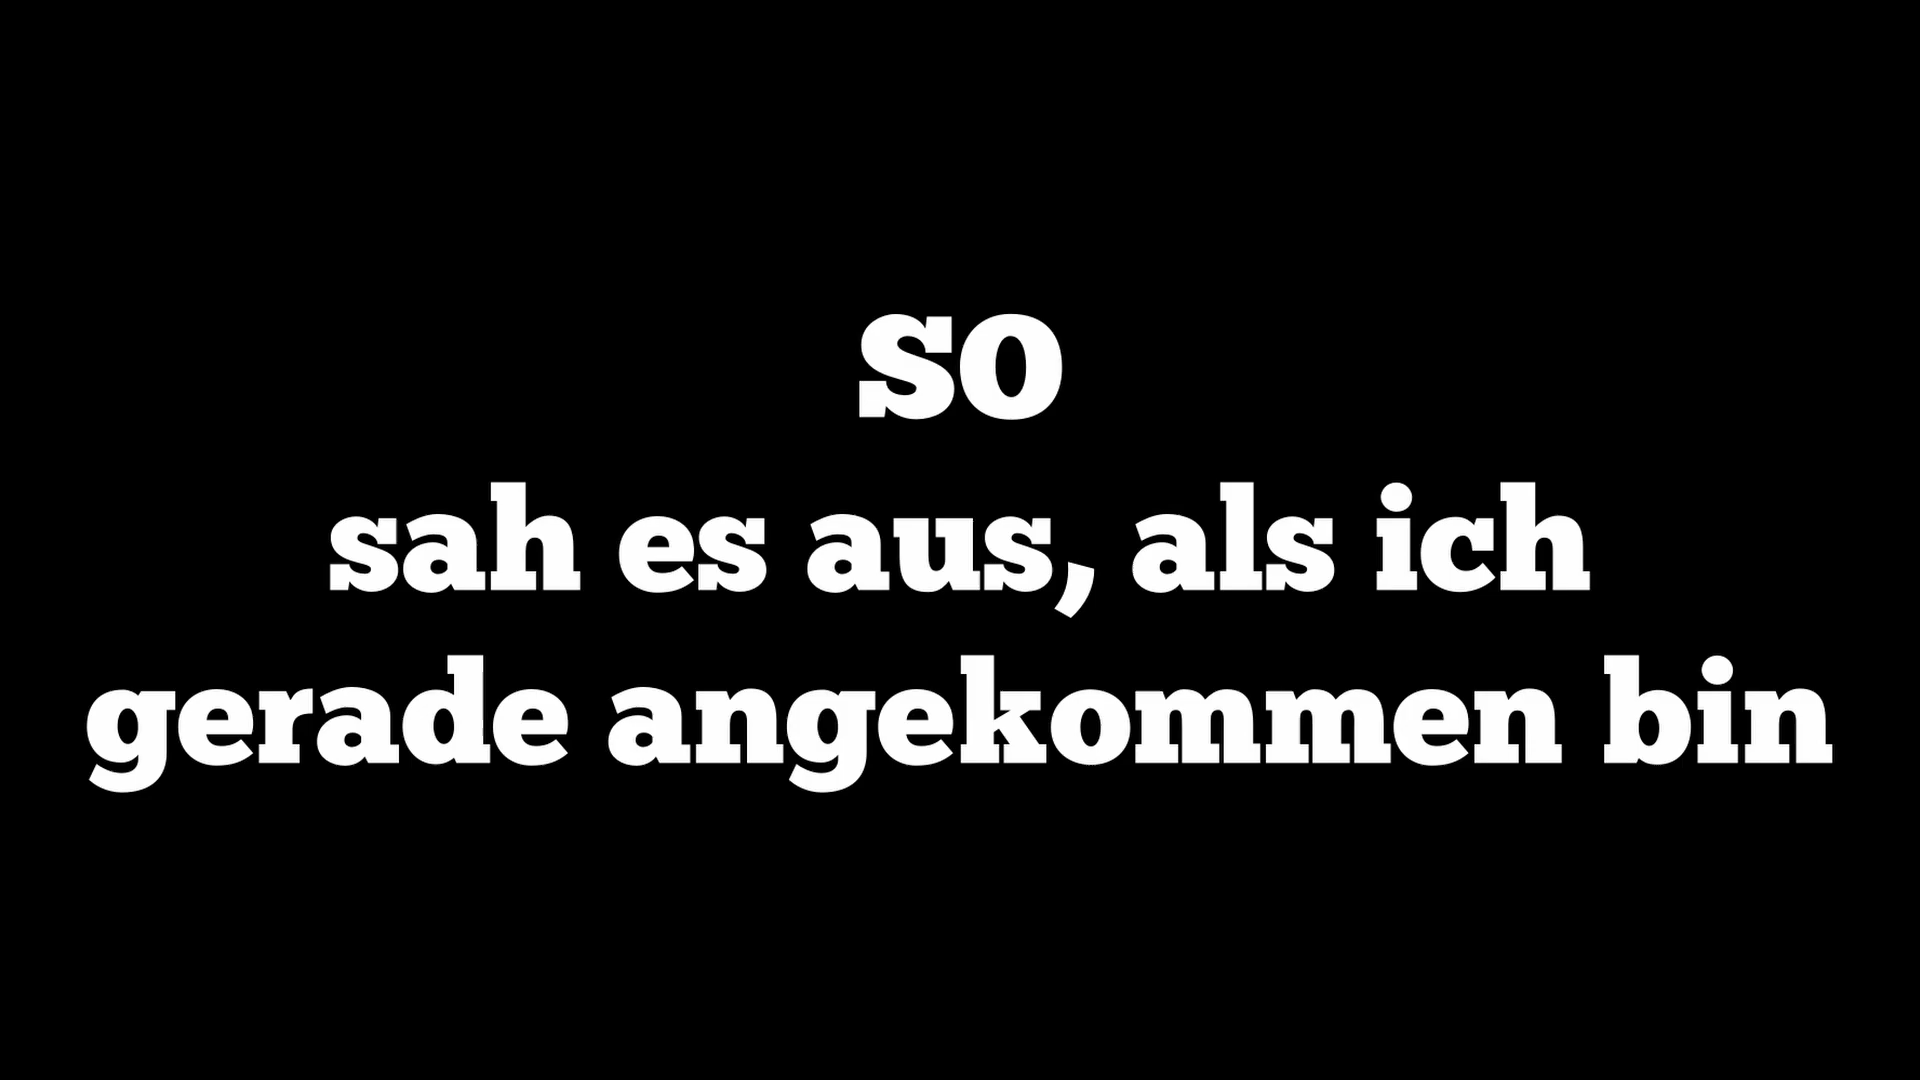 so
sah es aus, als ich
gerade angekommen bin